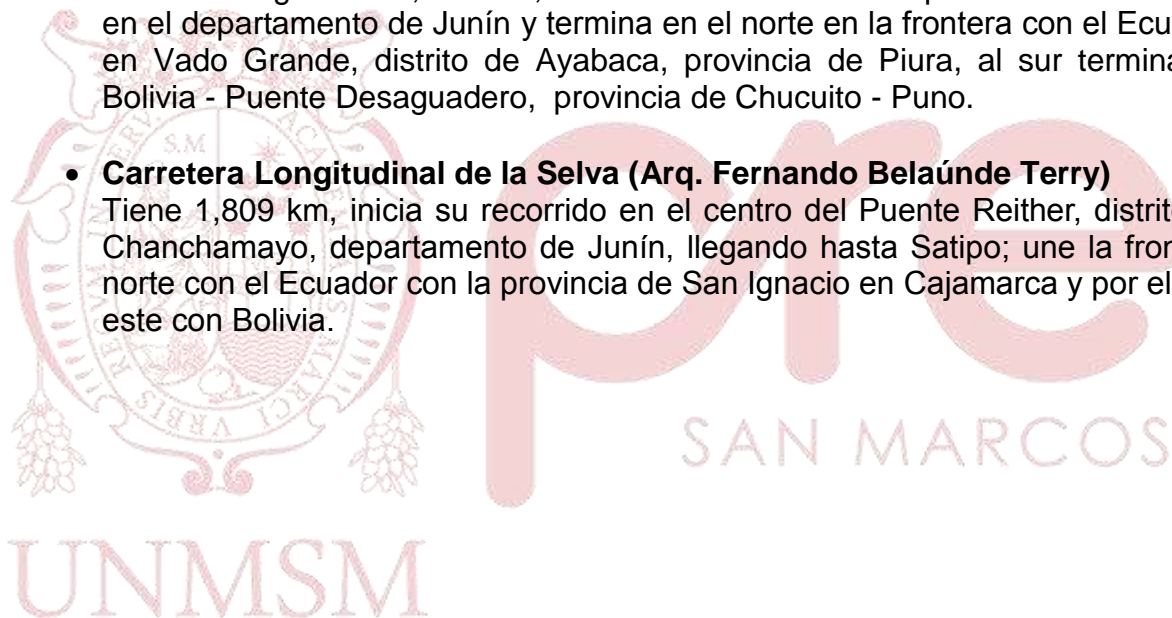 en el departamento de Junín y termina en el norte en la frontera con el Ecu
en Vado Grande, distrito de Ayabaca, provincia de Piura, al sur termina
Bolivia - Puente Desaguadero, provincia de Chucuito - Puno.
• Carretera Longitudinal de la Selva (Arq. Fernando Belaúnde Terry)
Tiene 1,809 km, inicia su recorrido en el centro del Puente Reither, distrit
Chanchamayo, departamento de Junín, llegando hasta Satipo; une la fron
norte con el Ecuador con la provincia de San Ignacio en Cajamarca y por el
este con Bolivia.
pre
SAN MARCOS
UNMSM